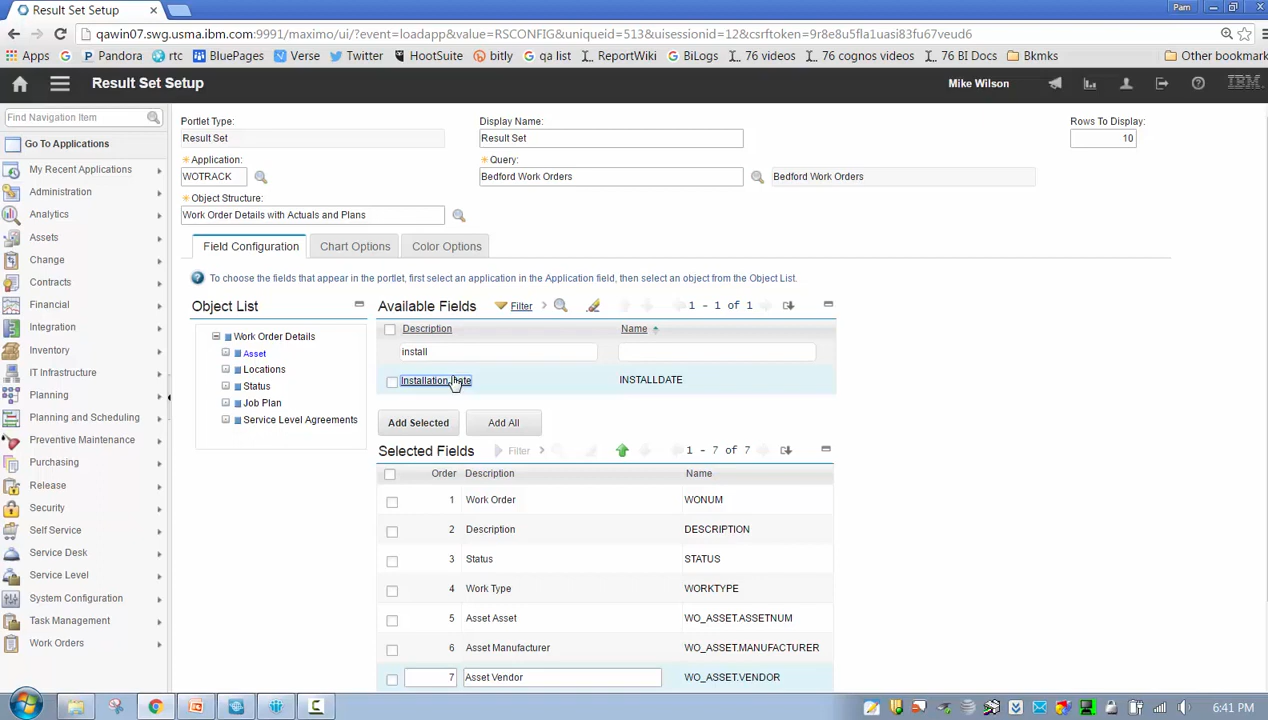 Result Set Setup
Pam
qawin07.swg.usma.ibm.com:9991/maximo/ui/?event=loadapp&value=RSCONFIG&uniqueid=513&uisessionid=12&csrftoken=9r8e8u5fla1uasi83fu67veud6
Apps Pandora rtc BluePages Verse Twitter HootSuite bitly qa list ReportWiki BiLogs 76 videos 76 cognos videos 76 BI Docs Bkmks Other bookmark
Result Set Setup Mike Wilson IBM
Find Navigation Item
Go To Applications
My Recent Applications
Administration
Analytics
Assets
Change
Contracts
Financial
Integration
Inventory
IT Infrastructure
Planning
Planning and Scheduling
Preventive Maintenance
Purchasing
Release
Security
Self Service
Service Desk
Service Level
System Configuration
Task Management
Work Orders
Portlet Type: Display Name: Rows To Display:
Result Set Result Set 10
Application: Query:
WOTRACK Bedford Work Orders Bedford Work Orders
Object Structure:
Work Order Details with Actuals and Plans
Field Configuration Chart Options Color Options
To choose the fields that appear in the portlet, first select an application in the Application field, then select an object from the Object List.
Object List
Work Order Details
Asset
Locations
Status
Job Plan
Service Level Agreements
Available Fields Filter 1 - 1 of 1
Description Name
install
Installation Date INSTALLDATE
Add Selected Add All
Selected Fields Filter 1 - 7 of 7
Order Description Name
1 Work Order WONUM
2 Description DESCRIPTION
3 Status STATUS
4 Work Type WORKTYPE
5 Asset Asset WO_ASSET.ASSETNUM
6 Asset Manufacturer WO_ASSET.MANUFACTURER
7 Asset Vendor WO_ASSET.VENDOR
6:41 PM